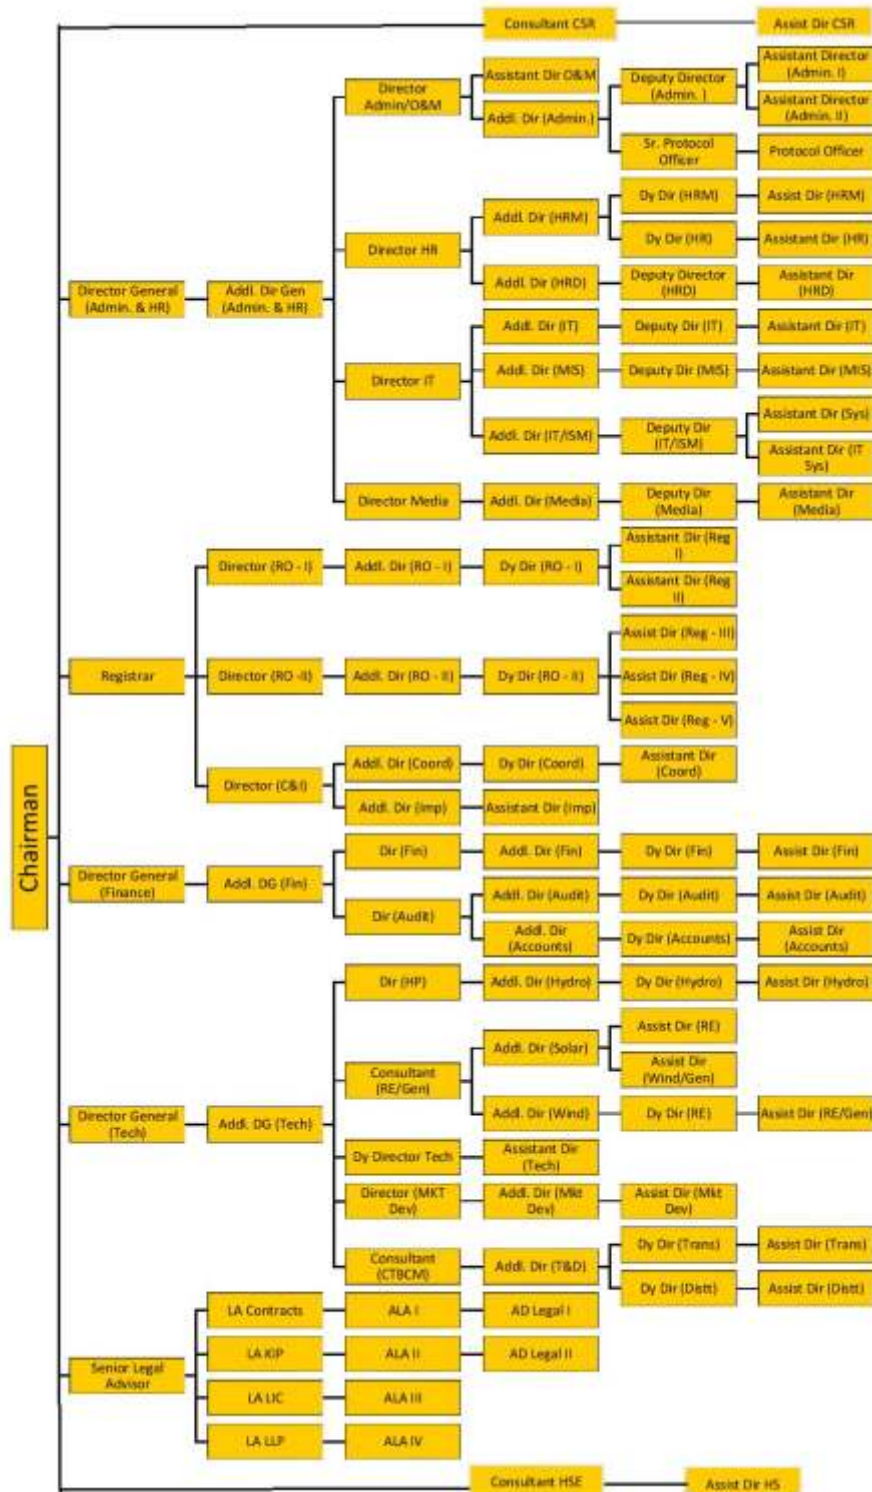 Consultant CSR
Assist Dir CSR
Director
Admin/O&M
Assistant Dir O&M
Addl. Dir (Admin.)
Deputy Director
(Admin. )
Assistant Director
(Admin. I)
Assistant Director
(Admin. II)
Sr. Protocol
Officer
Protocol Officer
Director General
(Admin. & HR)
Addl. Dir Gen
(Admin. & HR)
Director HR
Addl. Dir (HRM)
Dy Dir (HRM)
Assist Dir (HRM)
Dy Dir (HR)
Assistant Dir (HR)
Addl. Dir (HRD)
Deputy Director
(HRD)
Assistant Dir
(HRD)
Director IT
Addl. Dir (IT)
Deputy Dir (IT)
Assistant Dir (IT)
Addl. Dir (MIS)
Deputy Dir (MIS)
Assistant Dir (MIS)
Addl. Dir (IT/ISM)
Deputy Dir
(IT/ISM)
Assistant Dir (Sys)
Assistant Dir (IT
Sys)
Director Media
Addl. Dir (Media)
Deputy Dir
(Media)
Assistant Dir
(Media)
Registrar
Director (RO - I)
Addl. Dir (RO - I)
Dy Dir (RO - I)
Assistant Dir (Reg
I)
Assistant Dir (Reg
II)
Director (RO -II)
Addl. Dir (RO - II)
Dy Dir (RO - II)
Assist Dir (Reg - III)
Assist Dir (Reg - IV)
Assist Dir (Reg - V)
Director (C&I)
Addl. Dir (Coord)
Dy Dir (Coord)
Assistant Dir
(Coord)
Addl. Dir (Imp)
Assistant Dir (Imp)
Chairman
Director General
(Finance)
Addl. DG (Fin)
Dir (Fin)
Addl. Dir (Fin)
Dy Dir (Fin)
Assist Dir (Fin)
Dir (Audit)
Addl. Dir (Audit)
Dy Dir (Audit)
Assist Dir (Audit)
Addl. Dir
(Accounts)
Dy Dir (Accounts)
Assist Dir
(Accounts)
Director General
(Tech)
Addl. DG (Tech)
Dir (HP)
Addl. Dir (Hydro)
Dy Dir (Hydro)
Assist Dir (Hydro)
Consultant
(RE/Gen)
Addl. Dir (Solar)
Assist Dir (RE)
Assist Dir
(Wind/Gen)
Addl. Dir (Wind)
Dy Dir (RE)
Assist Dir (RE/Gen)
Dy Director Tech
Assistant Dir
(Tech)
Director (MKT
Dev)
Addl. Dir (Mkt
Dev)
Assist Dir (Mkt
Dev)
Consultant
(CTBCM)
Addl. Dir (T&D)
Dy Dir (Trans)
Assist Dir (Trans)
Dy Dir (Distt)
Assist Dir (Distt)
Senior Legal
Advisor
LA Contracts
ALA I
AD Legal I
LA KIP
ALA II
AD Legal II
LA LIC
ALA III
LA LLP
ALA IV
Consultant HSE
Assist Dir HS